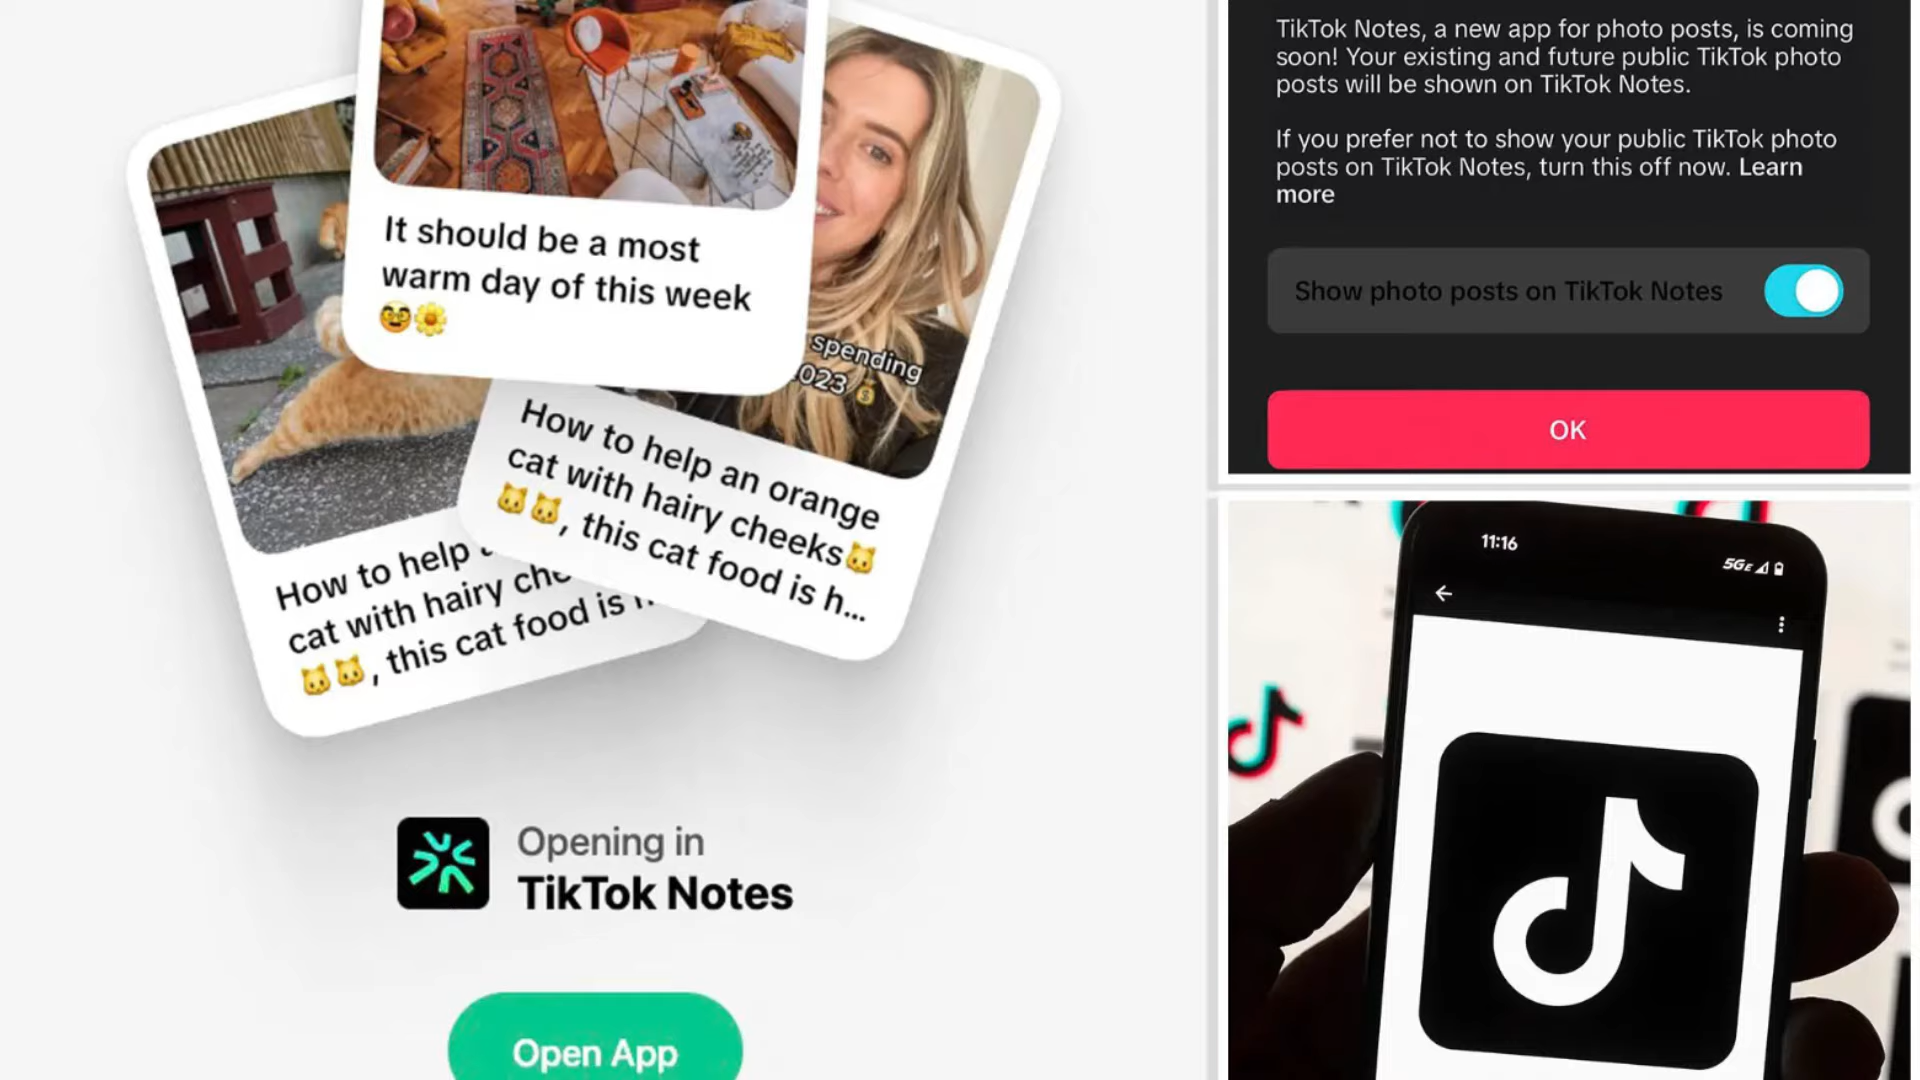 It should be a most
warm day of this week
🥸🌼
spending
023 💰
How to help an orange
cat with hairy cheeks🐱
🐱🐱, this cat food is h...
How to help
cat with hairy
🐱🐱, this cat food is
Opening in
TikTok Notes
Open App
TikTok Notes, a new app for photo posts, is coming
soon! Your existing and future public TikTok photo
posts will be shown on TikTok Notes.
If you prefer not to show your public TikTok photo
posts on TikTok Notes, turn this off now. Learn
more
Show photo posts on TikTok Notes
OK
11:16
5GE